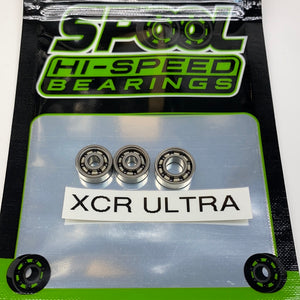 SPOOL
HI-SPEED
BEARINGS
XCR ULTRA